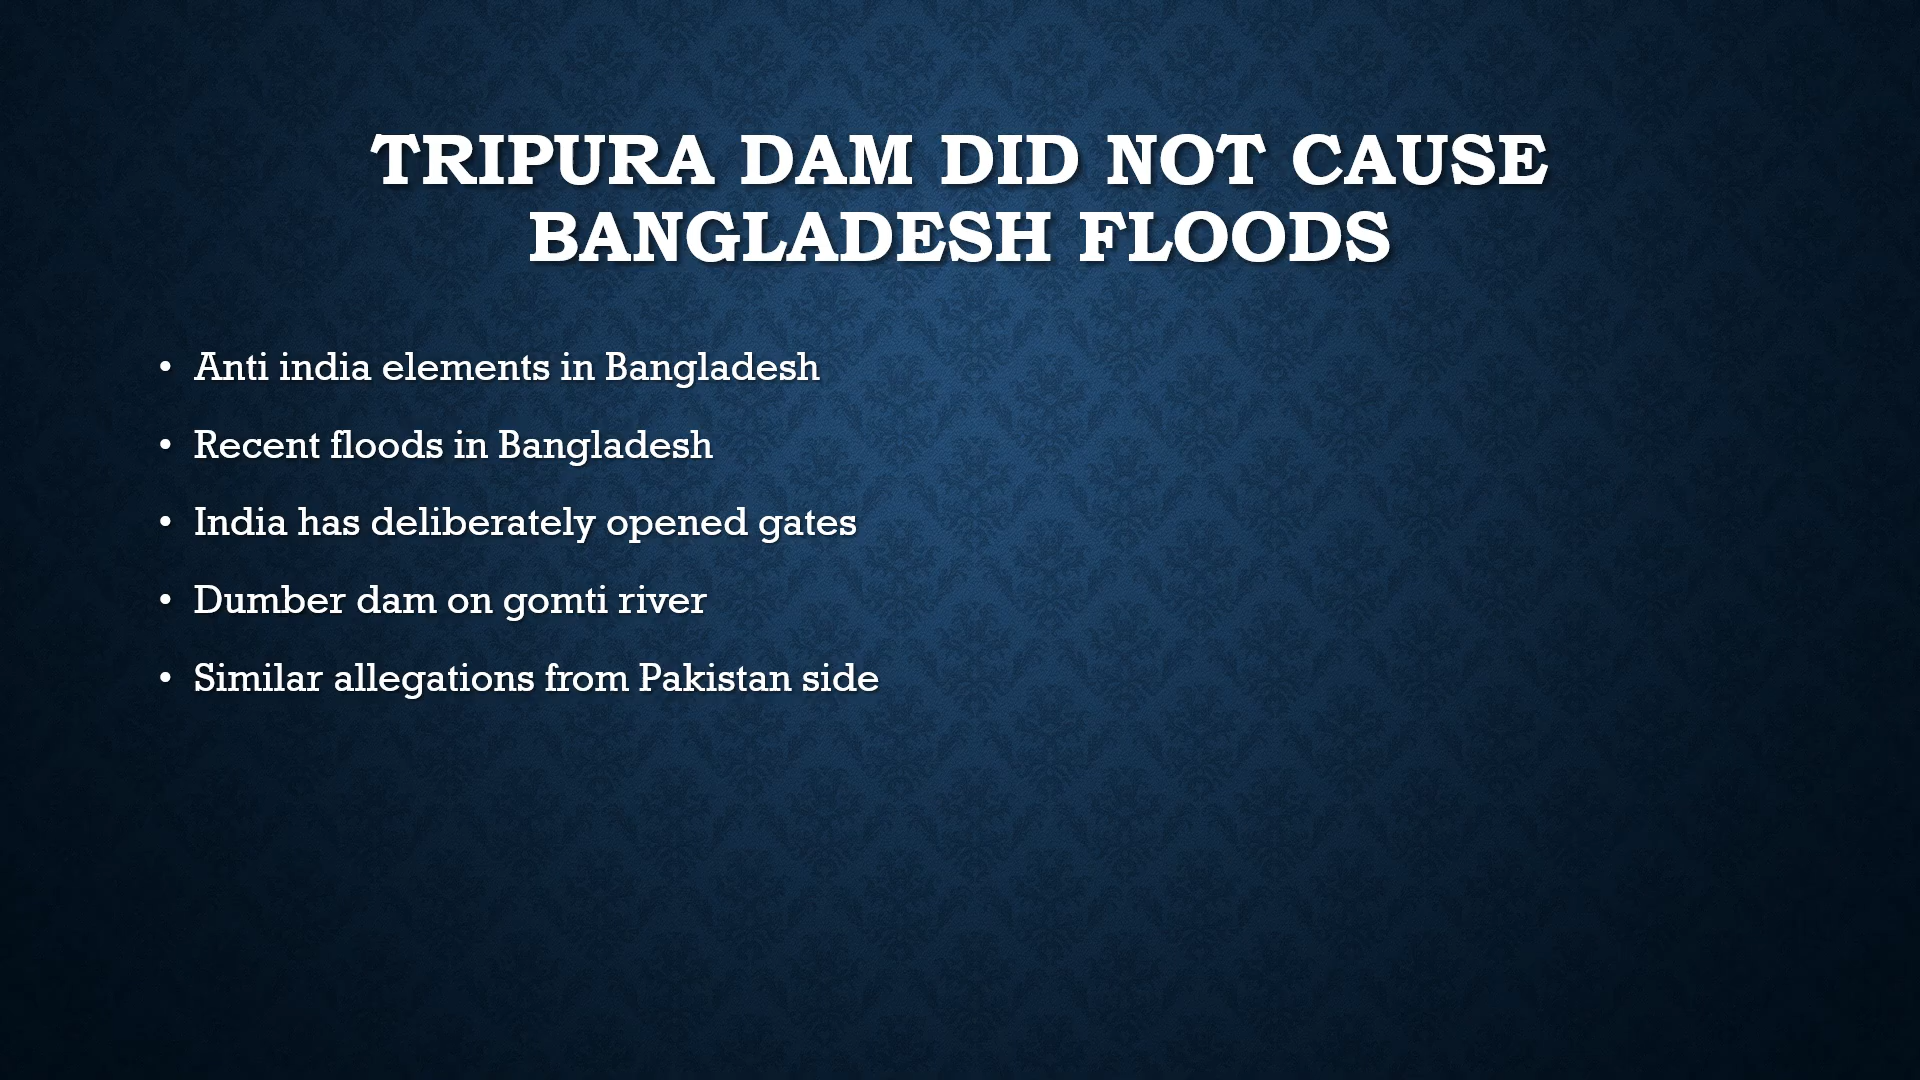 TRIPURA DAM DID NOT CAUSE
BANGLADESH FLOODS
• Anti india elements in Bangladesh
• Recent floods in Bangladesh
• India has deliberately opened gates
• Dumber dam on gomti river
• Similar allegations from Pakistan side